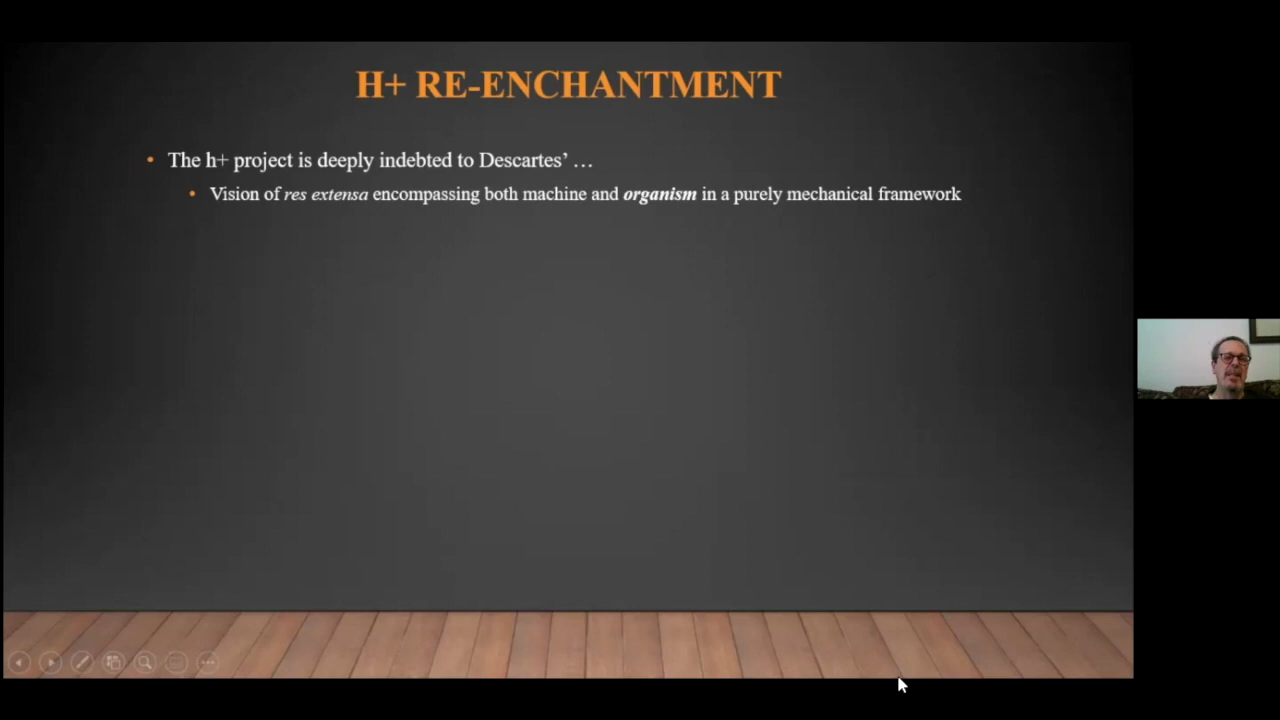 H+ RE-ENCHANTMENT
• The h+ project is deeply indebted to Descartes’ …
• Vision of res extensa encompassing both machine and organism in a purely mechanical framework